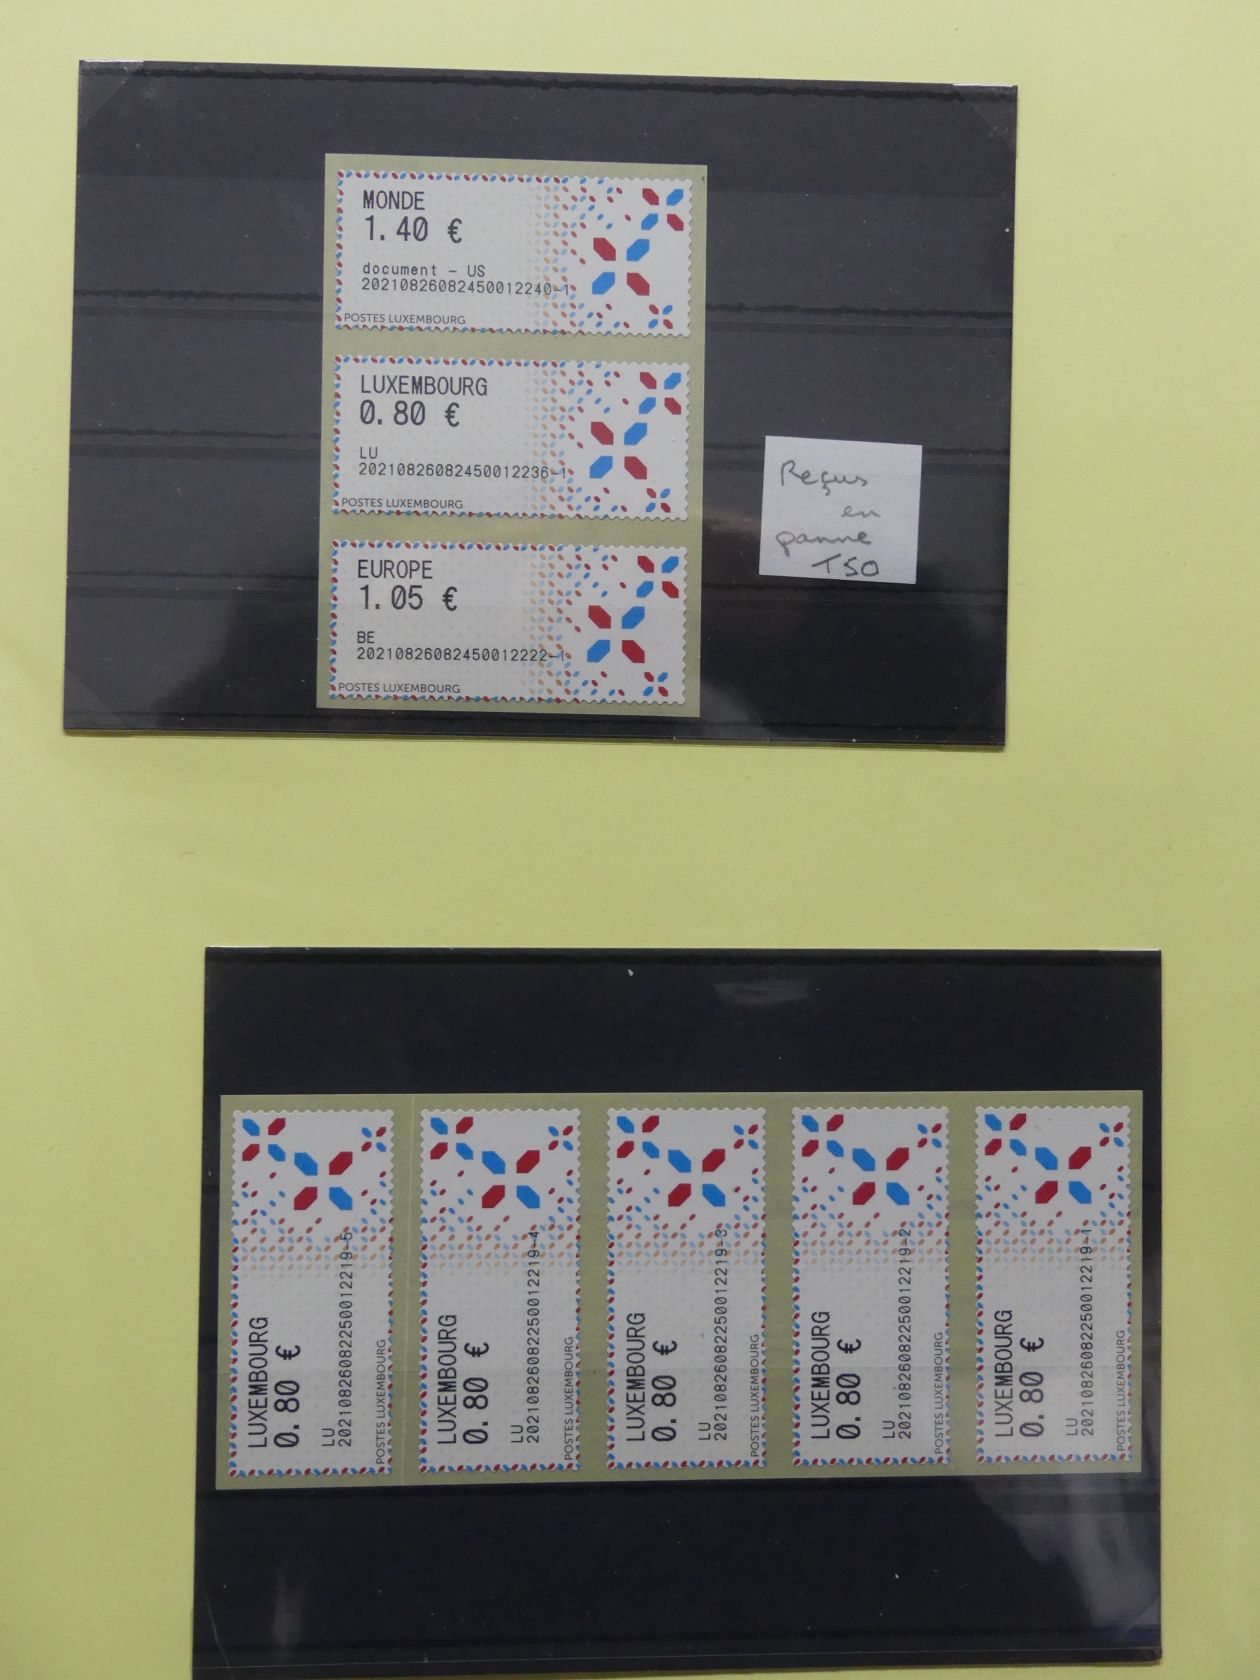 MONDE
1.40 €
document - US
20210826082450012240-1
POSTES LUXEMBOURG
LUXEMBOURG
0.80 €
LU
20210826082450012236-1
POSTES LUXEMBOURG
EUROPE
1.05 €
BE
20210826082450012222-1
POSTES LUXEMBOURG
Reçus
en
panne
TSO
LUXEMBOURG
0.80 €
LU
20210826082250012219-5
POSTES LUXEMBOURG
LUXEMBOURG
0.80 €
LU
20210826082250012219-4
POSTES LUXEMBOURG
LUXEMBOURG
0.80 €
LU
20210826082250012219-3
POSTES LUXEMBOURG
LUXEMBOURG
0.80 €
LU
20210826082250012219-2
POSTES LUXEMBOURG
LUXEMBOURG
0.80 €
LU
20210826082250012219-1
POSTES LUXEMBOURG